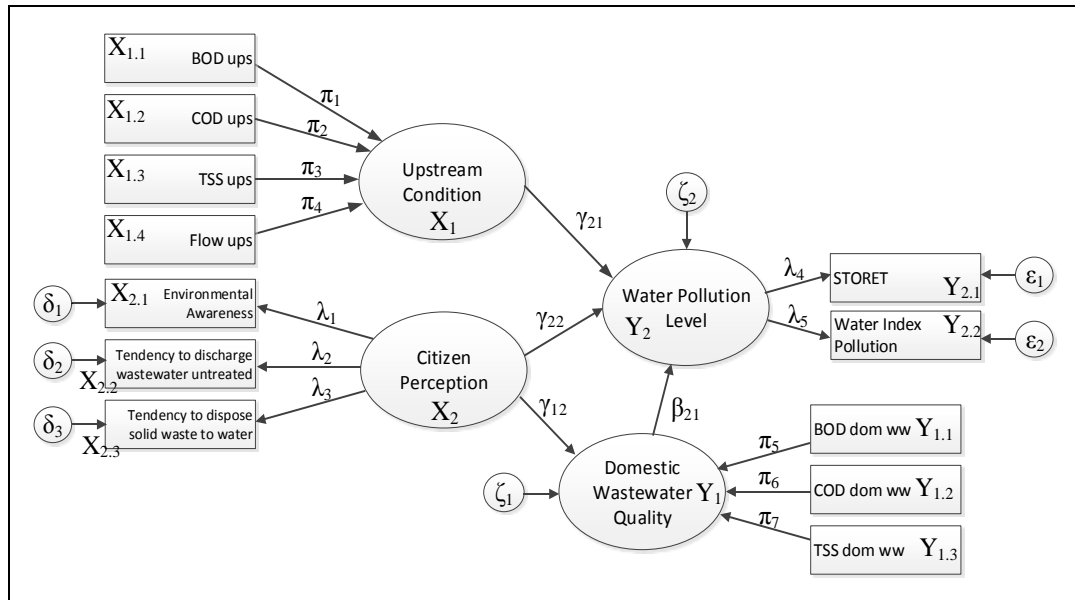 X1.1
BOD ups
X1.2
COD ups
X1.3
TSS ups
X1.4
Flow ups
π1
π2
π3
π4
Upstream
Condition
X1
γ21
ζ2
δ1
X2.1
Environmental
Awareness
δ2
Tendency to discharge
wastewater untreated
X2.2
δ3
Tendency to dispose
solid waste to water
X2.3
λ1
λ2
λ3
Citizen
Perception
X2
γ22
γ12
Water Pollution
Level
Y2
λ4
λ5
STORET
Y2.1
ε1
Water Index
Pollution
Y2.2
ε2
β21
ζ1
Domestic
Wastewater
Quality
Y1
π5
π6
π7
BOD dom ww Y1.1
COD dom ww Y1.2
TSS dom ww Y1.3